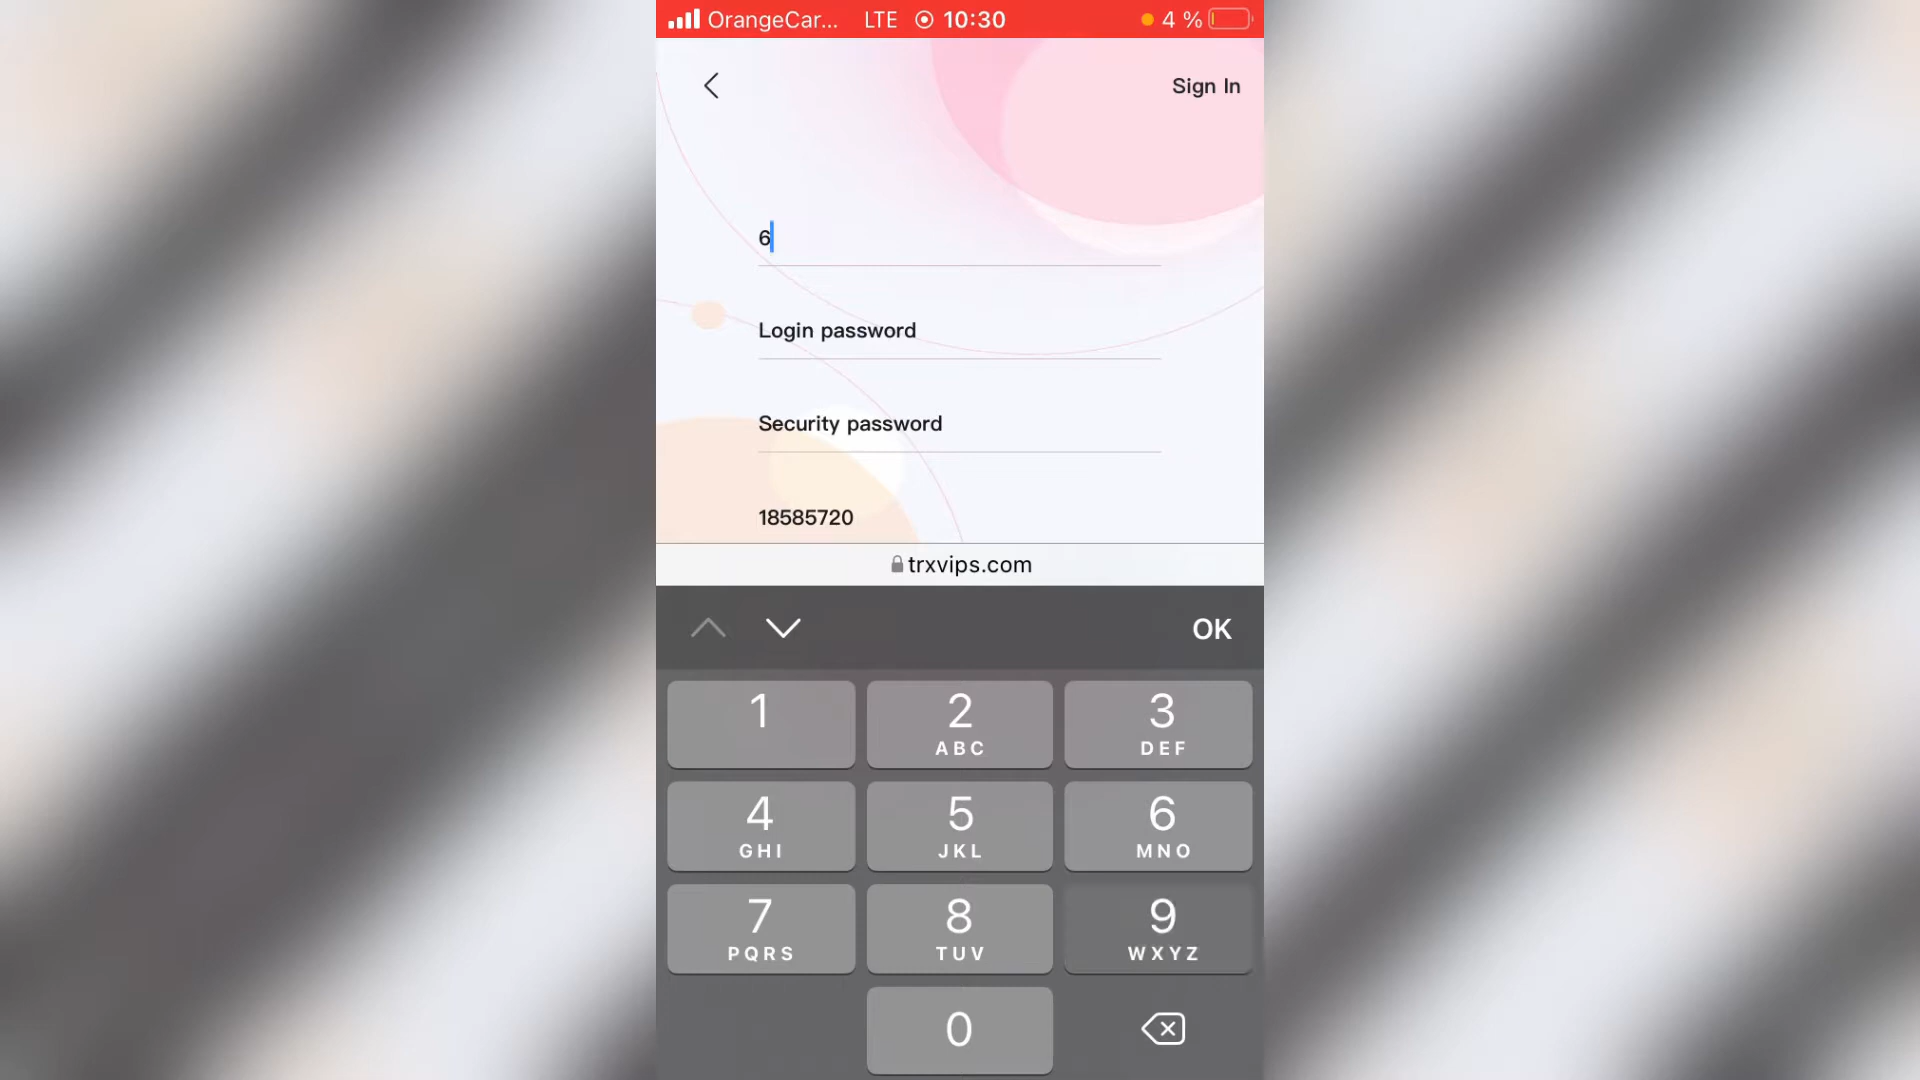 OrangeCar... LTE 10:30 4 %
Sign In
6
Login password
Security password
18585720
trxvips.com
OK
1 2 3
ABC DEF
4 5 6
GHI JKL MNO
7 8 9
PQRS TUV WXYZ
0